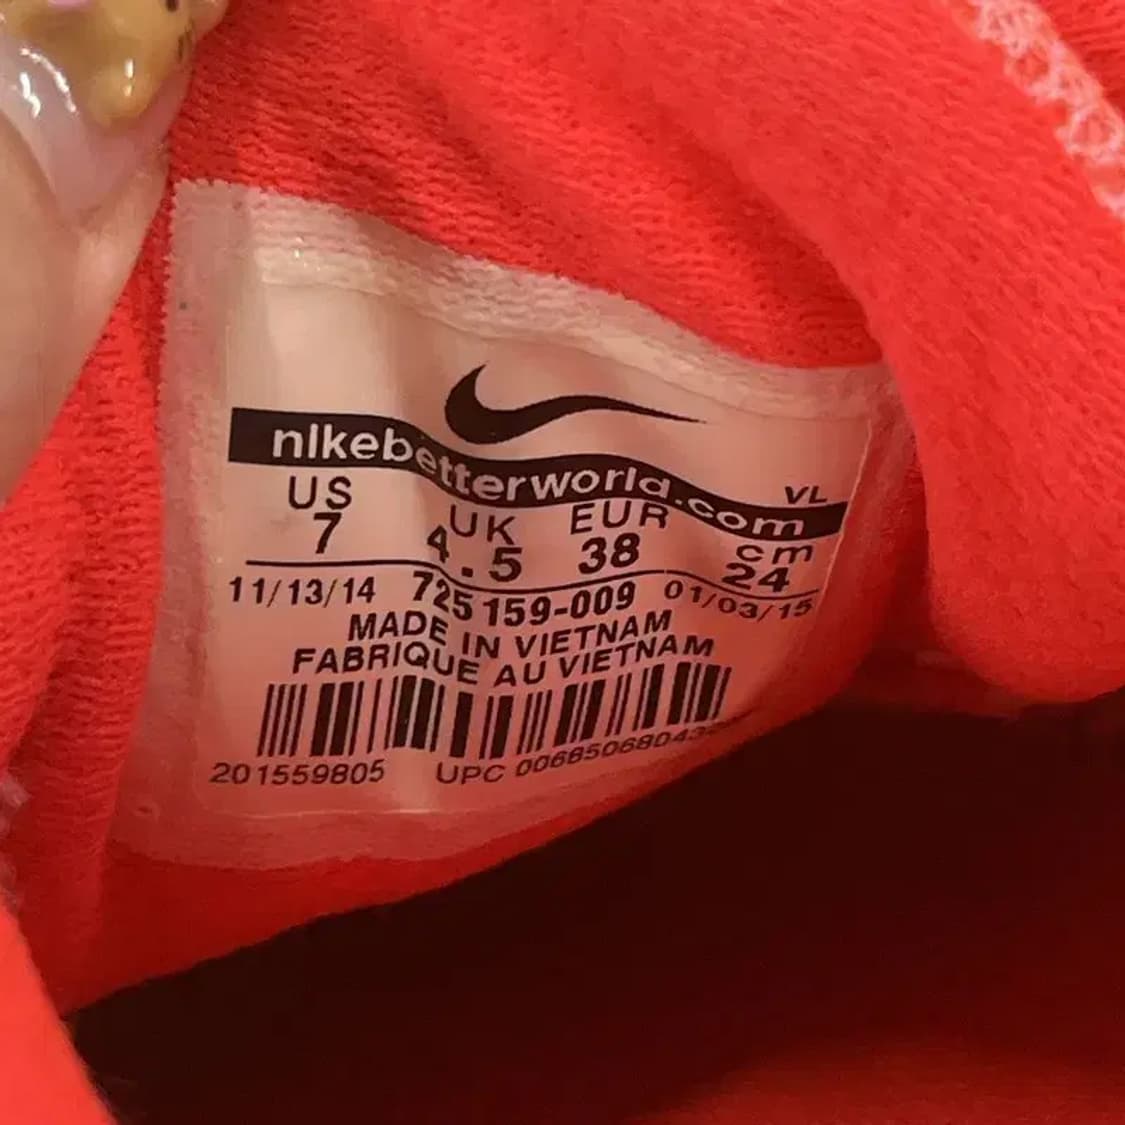 nikebetterworld.com
VL
US UK EUR cm
7 4.5 38 24
11/13/14 725159-009 01/03/15
MADE IN VIETNAM
FABRIQUE AU VIETNAM
201559805 UPC